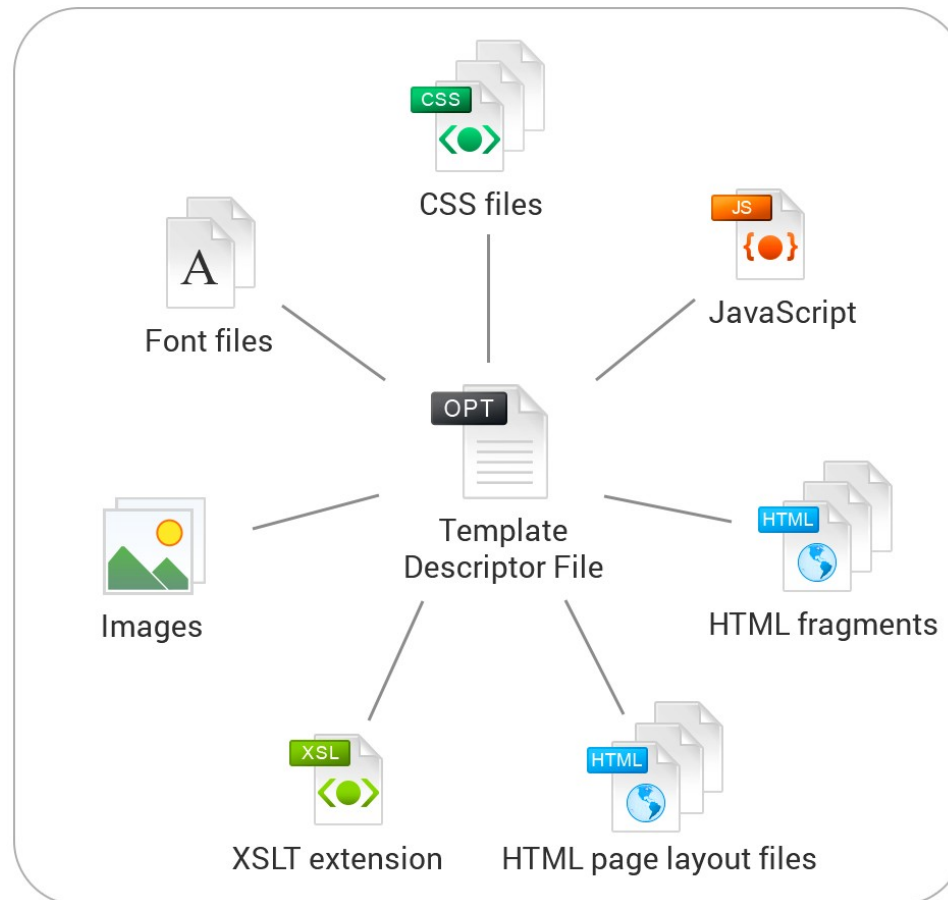 CSS
CSS files
JS
JavaScript
A
Font files
OPT
Template
Descriptor File
HTML
HTML fragments
Images
XSL
XSLT extension
HTML
HTML page layout files